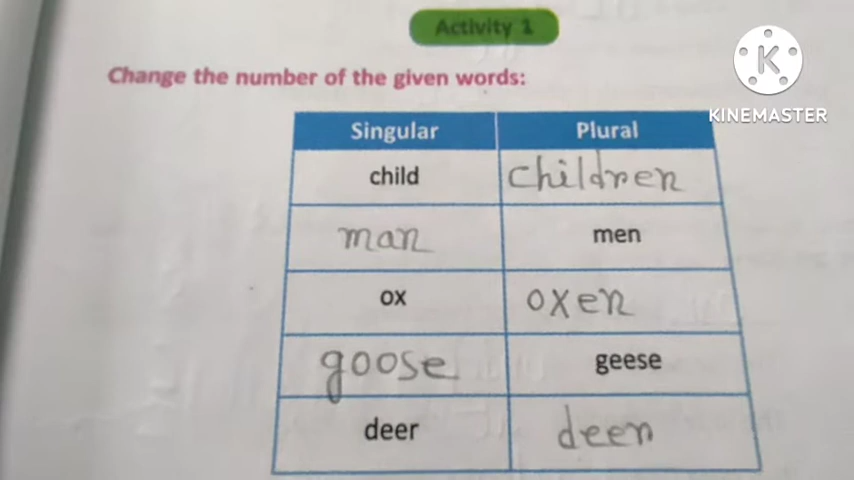 Activity 1
KINEMASTER
Change the number of the given words:
Singular Plural
child children
man men
ox oxen
goose geese
deer deer